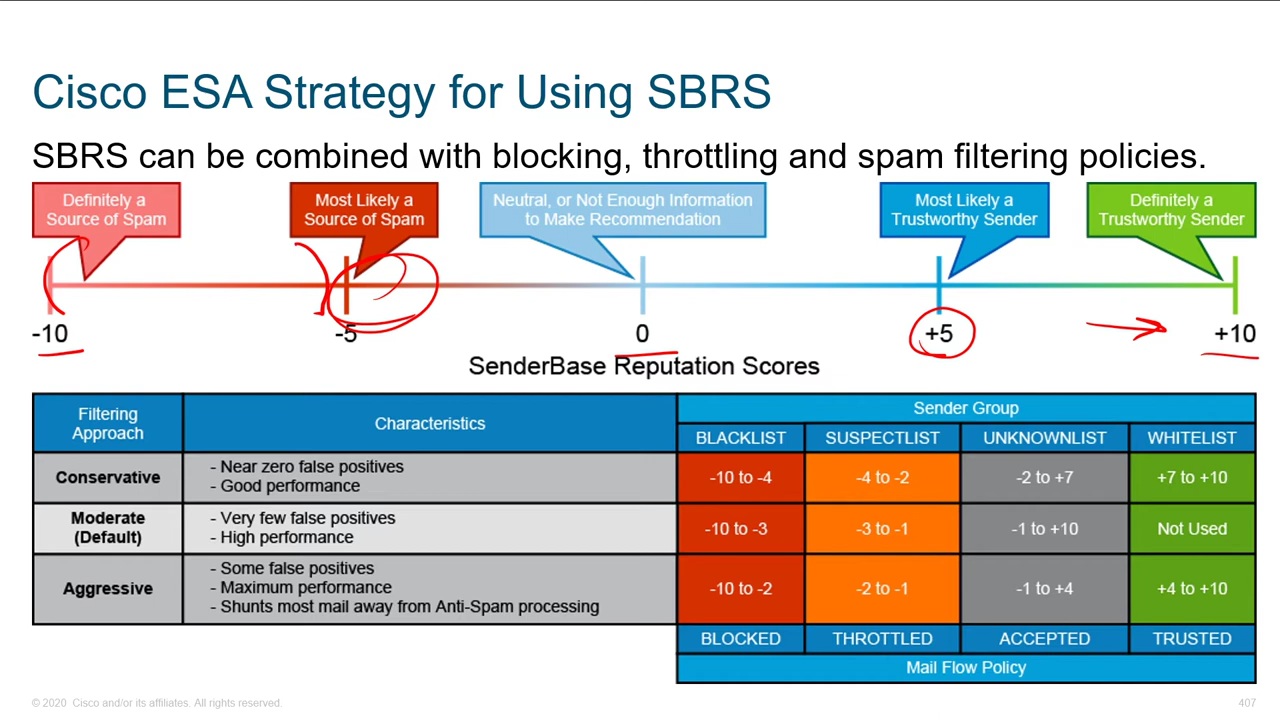 Cisco ESA Strategy for Using SBRS
SBRS can be combined with blocking, throttling and spam filtering policies.
Definitely a
Source of Spam
Most Likely a
Source of Spam
Neutral, or Not Enough Information
to Make Recommendation
Most Likely a
Trustworthy Sender
Definitely a
Trustworthy Sender
-10
-5
0
+5
+10
SenderBase Reputation Scores
Filtering
Approach
Characteristics
Sender Group
BLACKLIST
SUSPECTLIST
UNKNOWNLIST
WHITELIST
Conservative
- Near zero false positives
- Good performance
-10 to -4
-4 to -2
-2 to +7
+7 to +10
Moderate
(Default)
- Very few false positives
- High performance
-10 to -3
-3 to -1
-1 to +10
Not Used
Aggressive
- Some false positives
- Maximum performance
- Shunts most mail away from Anti-Spam processing
-10 to -2
-2 to -1
-1 to +4
+4 to +10
BLOCKED
THROTTLED
ACCEPTED
TRUSTED
Mail Flow Policy
© 2020 Cisco and/or its affiliates. All rights reserved.
407